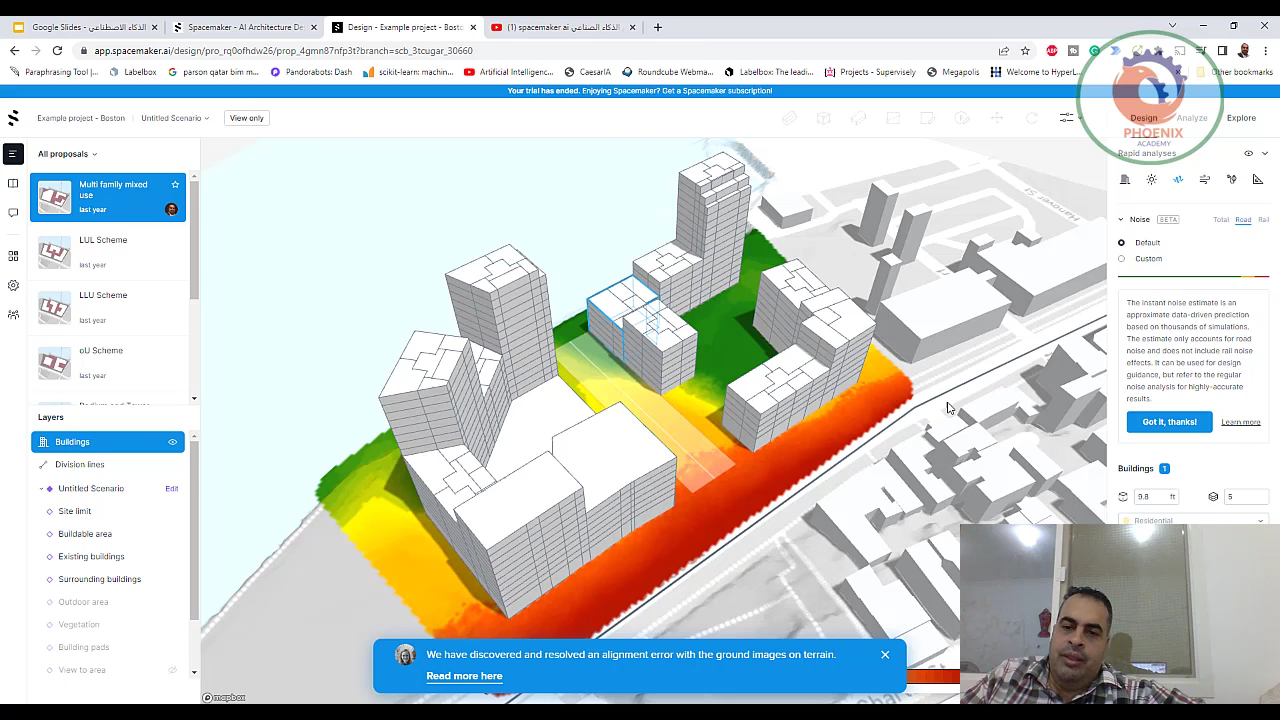 Google Slides - الذكاء الاصطناعي
Spacemaker - AI Architecture De
Design - Example project - Boston
(1) spacemaker ai الذكاء الصناعي
app.spacemaker.ai/design/pro_rq0ofhdw26/prop_4gmn87nfp3t?branch=scb_3tcugar_30660
Paraphrasing Tool | Labelbox parson qatar bim m... Pandorabots: Dash scikit-learn: machin... Artificial Intelligenc... CaesarIA Roundcube Webma... Labelbox: The leadi... Projects - Supervisely Megapolis Welcome to HyperL... Other bookmarks
Your trial has ended. Enjoying Spacemaker? Get a Spacemaker subscription!
Example project - Boston
Untitled Scenario
View only
Design Analyze Explore
PHOENIX
ACADEMY
All proposals
Multi family mixed
use
last year
LUL Scheme
last year
LLU Scheme
last year
oU Scheme
last year
Layers
Buildings
Division lines
Untitled Scenario Edit
Site limit
Buildable area
Existing buildings
Surrounding buildings
Outdoor area
Vegetation
Building pads
View to area
Hanover St
Rapid analyses
Noise BETA Total Road Rail
Default
Custom
The instant noise estimate is an
approximate data-driven prediction
based on thousands of simulations.
The estimate only accounts for road
noise and does not include rail noise
effects. It can be used for design
guidance, but refer to the regular
noise analysis for highly-accurate
results.
Got it, thanks! Learn more
Buildings 1
9.8 ft 5
Residential
We have discovered and resolved an alignment error with the ground images on terrain.
Read more here
mapbox